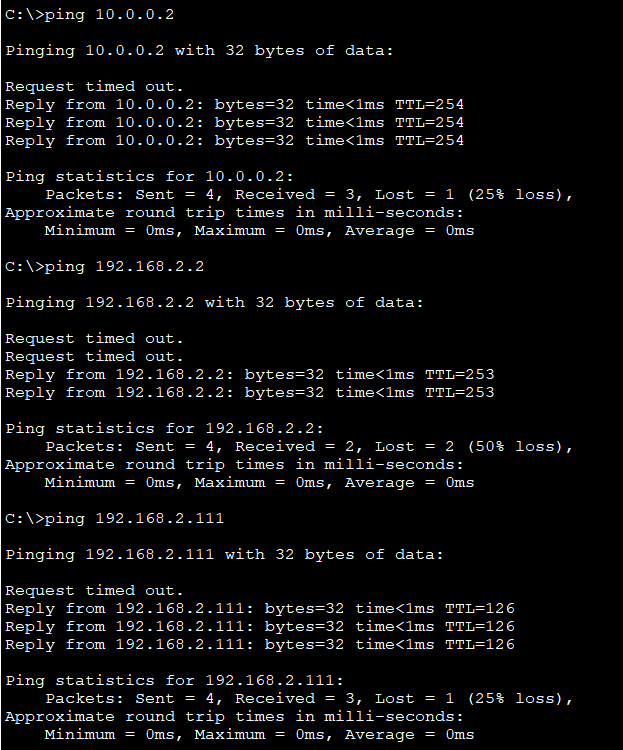 C:\>ping 10.0.0.2
Pinging 10.0.0.2 with 32 bytes of data:
Request timed out.
Reply from 10.0.0.2: bytes=32 time<1ms TTL=254
Reply from 10.0.0.2: bytes=32 time<1ms TTL=254
Reply from 10.0.0.2: bytes=32 time<1ms TTL=254
Ping statistics for 10.0.0.2:
    Packets: Sent = 4, Received = 3, Lost = 1 (25% loss),
Approximate round trip times in milli-seconds:
    Minimum = 0ms, Maximum = 0ms, Average = 0ms
C:\>ping 192.168.2.2
Pinging 192.168.2.2 with 32 bytes of data:
Request timed out.
Request timed out.
Reply from 192.168.2.2: bytes=32 time<1ms TTL=253
Reply from 192.168.2.2: bytes=32 time<1ms TTL=253
Ping statistics for 192.168.2.2:
    Packets: Sent = 4, Received = 2, Lost = 2 (50% loss),
Approximate round trip times in milli-seconds:
    Minimum = 0ms, Maximum = 0ms, Average = 0ms
C:\>ping 192.168.2.111
Pinging 192.168.2.111 with 32 bytes of data:
Request timed out.
Reply from 192.168.2.111: bytes=32 time<1ms TTL=126
Reply from 192.168.2.111: bytes=32 time<1ms TTL=126
Reply from 192.168.2.111: bytes=32 time<1ms TTL=126
Ping statistics for 192.168.2.111:
    Packets: Sent = 4, Received = 3, Lost = 1 (25% loss),
Approximate round trip times in milli-seconds:
    Minimum = 0ms, Maximum = 0ms, Average = 0ms